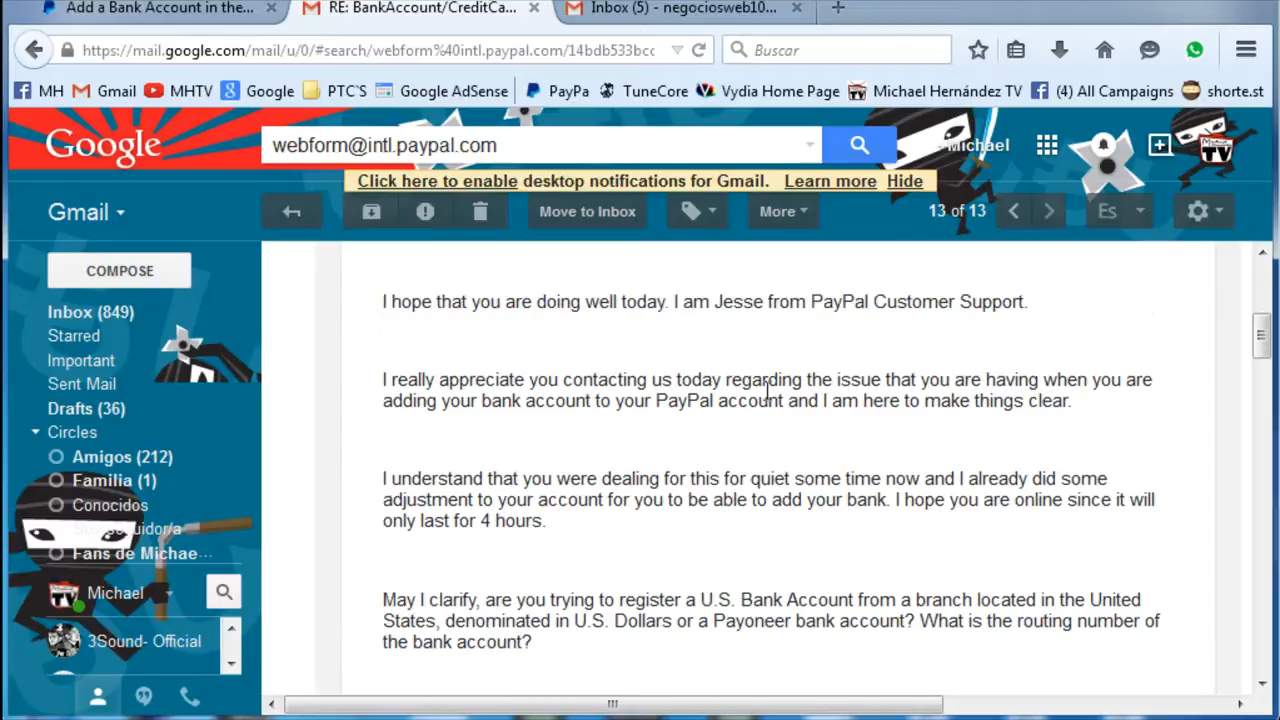 Add a Bank Account in the...
RE: BankAccount/CreditCa...
Inbox (5) - negociosweb10...
https://mail.google.com/mail/u/0/#search/webform%40intl.paypal.com/14bdb533bcc
Buscar
MH
Gmail
MHTV
Google
PTC'S
Google AdSense
PayPa
TuneCore
Vydia Home Page
Michael Hernández TV
(4) All Campaigns
shorte.st
Google
webform@intl.paypal.com
Michael
Click here to enable desktop notifications for Gmail. Learn more Hide
Gmail
Move to Inbox
More
13 of 13
Es
COMPOSE
Inbox (849)
Starred
Important
Sent Mail
Drafts (36)
Circles
Amigos (212)
Familia (1)
Conocidos
Fans de Michae...
Michael
3Sound- Official
I hope that you are doing well today. I am Jesse from PayPal Customer Support.
I really appreciate you contacting us today regarding the issue that you are having when you are
adding your bank account to your PayPal account and I am here to make things clear.
I understand that you were dealing for this for quiet some time now and I already did some
adjustment to your account for you to be able to add your bank. I hope you are online since it will
only last for 4 hours.
May I clarify, are you trying to register a U.S. Bank Account from a branch located in the United
States, denominated in U.S. Dollars or a Payoneer bank account? What is the routing number of
the bank account?